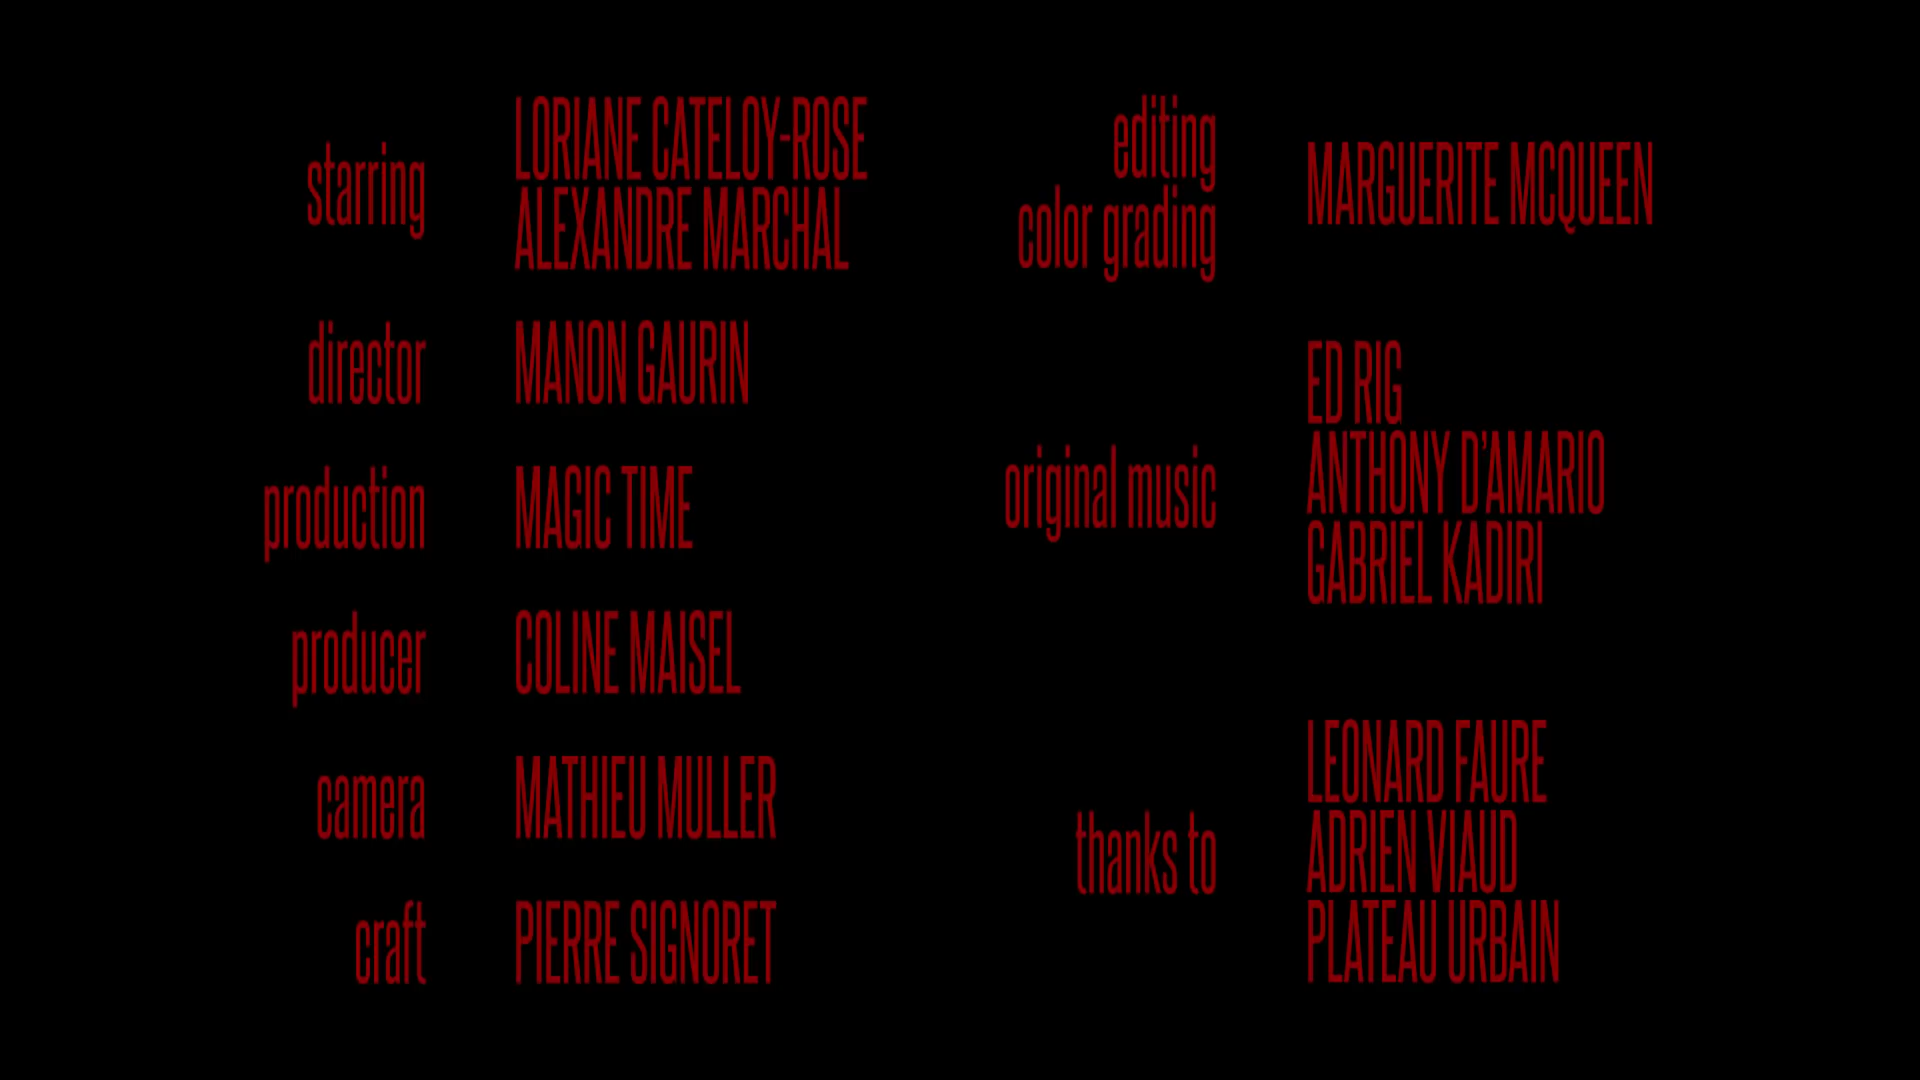 starring
LORIANE CATELOY-ROSE
ALEXANDRE MARCHAL
director
MANON GAURIN
production
MAGIC TIME
producer
COLINE MAISEL
camera
MATHIEU MULLER
craft
PIERRE SIGNORET
editing
color grading
MARGUERITE MCQUEEN
original music
ED RIG
ANTHONY D'AMARIO
GABRIEL KADIRI
thanks to
LEONARD FAURE
ADRIEN VIAUD
PLATEAU URBAIN